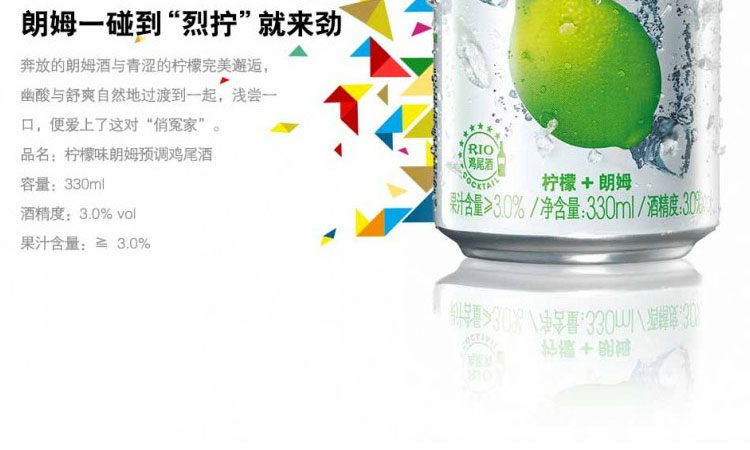 朗姆一碰到“烈拧”就来劲
奔放的朗姆酒与青涩的柠檬完美邂逅，
幽酸与舒爽自然地过渡到一起，浅尝一
口，便爱上了这对“俏冤家”。
品名：柠檬味朗姆预调鸡尾酒
容量：330ml
酒精度：3.0% vol
果汁含量：≧ 3.0%
RIO
鸡尾酒
COCKTAIL
柠檬+朗姆
果汁含量≥3.0%/净含量:330ml/酒精度:3.0%vol